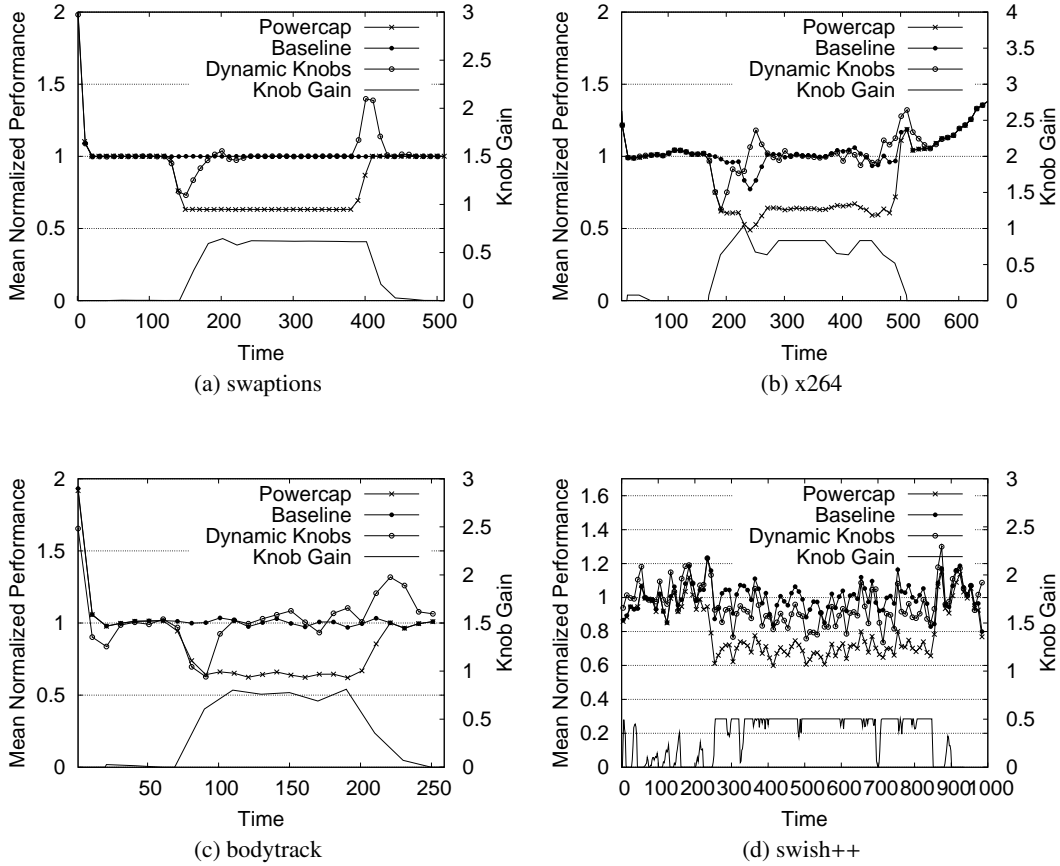 Mean Normalized Performance
2
1.5
1
0.5
0
Powercap
Baseline
Dynamic Knobs
Knob Gain
3
2.5
2
1.5
1
0.5
0
Knob Gain
0 100 200 300 400 500
Time
(a) swaptions
Mean Normalized Performance
2
1.5
1
0.5
0
Powercap
Baseline
Dynamic Knobs
Knob Gain
4
3.5
3
2.5
2
1.5
1
0.5
0
Knob Gain
100 200 300 400 500 600
Time
(b) x264
Mean Normalized Performance
2
1.5
1
0.5
0
Powercap
Baseline
Dynamic Knobs
Knob Gain
3
2.5
2
1.5
1
0.5
0
Knob Gain
50 100 150 200 250
Time
(c) bodytrack
Mean Normalized Performance
1.6
1.4
1.2
1
0.8
0.6
0.4
0.2
0
Powercap
Baseline
Dynamic Knobs
Knob Gain
3
2.5
2
1.5
1
0.5
0
Knob Gain
0 100 200 300 400 500 600 700 800 900 1000
Time
(d) swish++